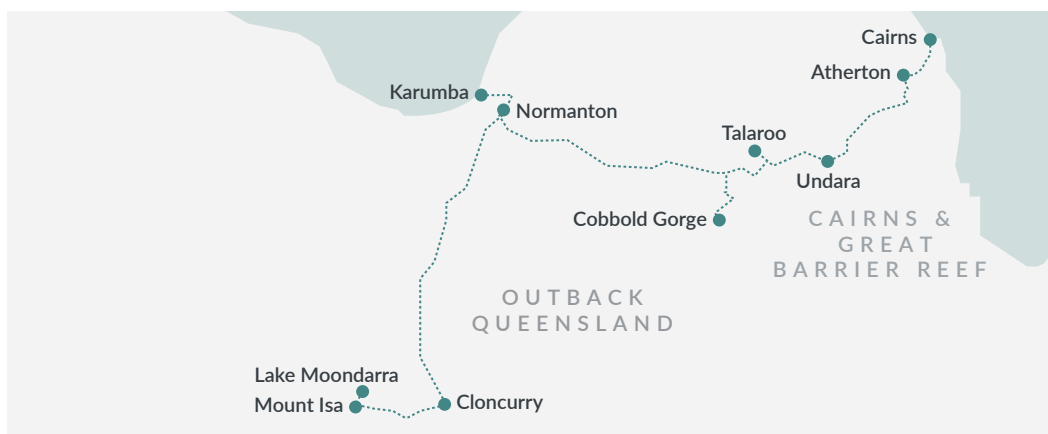 Cairns
Atherton
Karumba
Normanton
Talaroo
Undara
Cobbold Gorge
CAIRNS &
GREAT
BARRIER REEF
OUTBACK
QUEENSLAND
Lake Moondarra
Mount Isa
Cloncurry